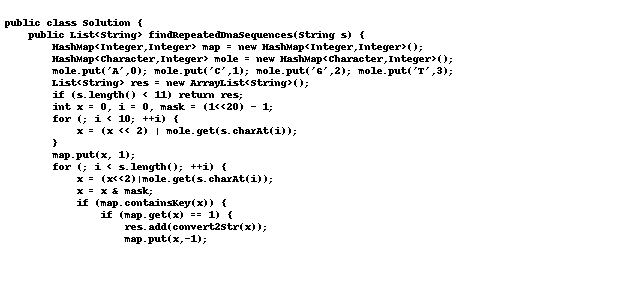 public class Solution {
    public List<String> findRepeatedDnaSequences(String s) {
        HashMap<Integer,Integer> map = new HashMap<Integer,Integer>();
        HashMap<Character,Integer> mole = new HashMap<Character,Integer>();
        mole.put('A',0); mole.put('C',1); mole.put('G',2); mole.put('T',3);
        List<String> res = new ArrayList<String>();
        if (s.length() < 11) return res;
        int x = 0, i = 0, mask = (1<<20) - 1;
        for (; i < 10; ++i) {
            x = (x << 2) | mole.get(s.charAt(i));
        }
        map.put(x, 1);
        for (; i < s.length(); ++i) {
            x = (x<<2)|mole.get(s.charAt(i));
            x = x & mask;
            if (map.containsKey(x)) {
                if (map.get(x) == 1) {
                    res.add(convert2Str(x));
                    map.put(x,-1);